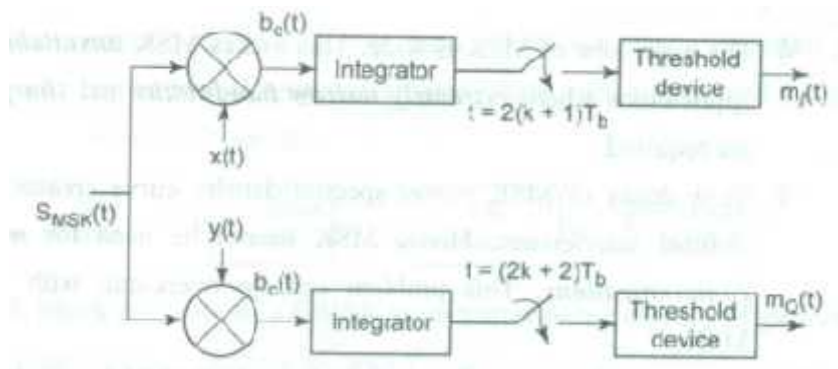 b_c(t)
Integrator
Threshold
device
m_I(t)
t = 2(k + 1)T_b
x(t)
S_MSK(t)
y(t)
t = (2k + 2)T_b
b_c(t)
Integrator
Threshold
device
m_Q(t)